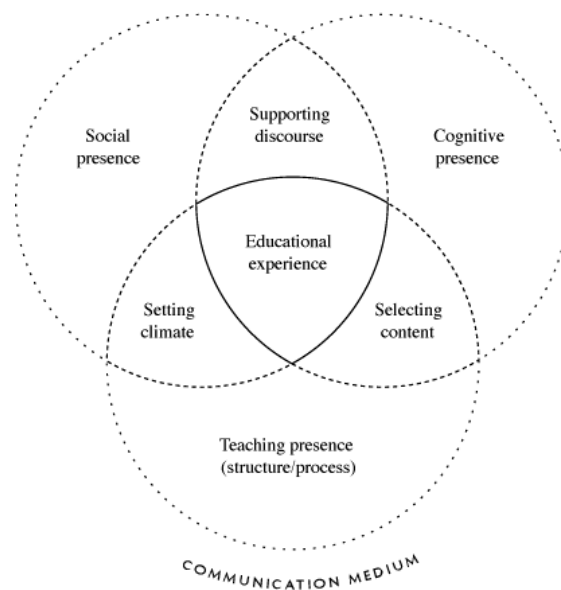 Supporting
discourse
Social
presence
Cognitive
presence
Educational
experience
Setting
climate
Selecting
content
Teaching presence
(structure/process)
COMMUNICATION MEDIUM